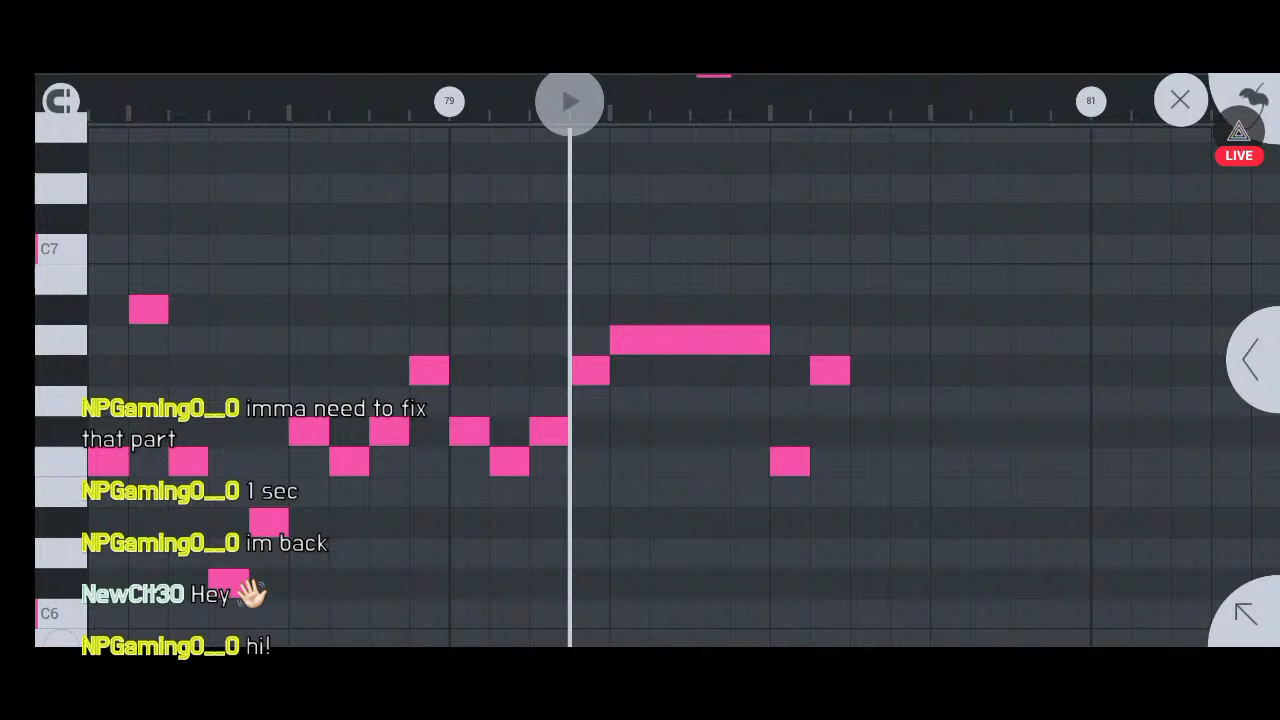 79
81
LIVE
C7
NPGaming0__0 imma need to fix
that part
NPGaming0__0 1 sec
NPGaming0__0 im back
NewCit30 Hey 👋🏻
C6
NPGaming0__0 hi!